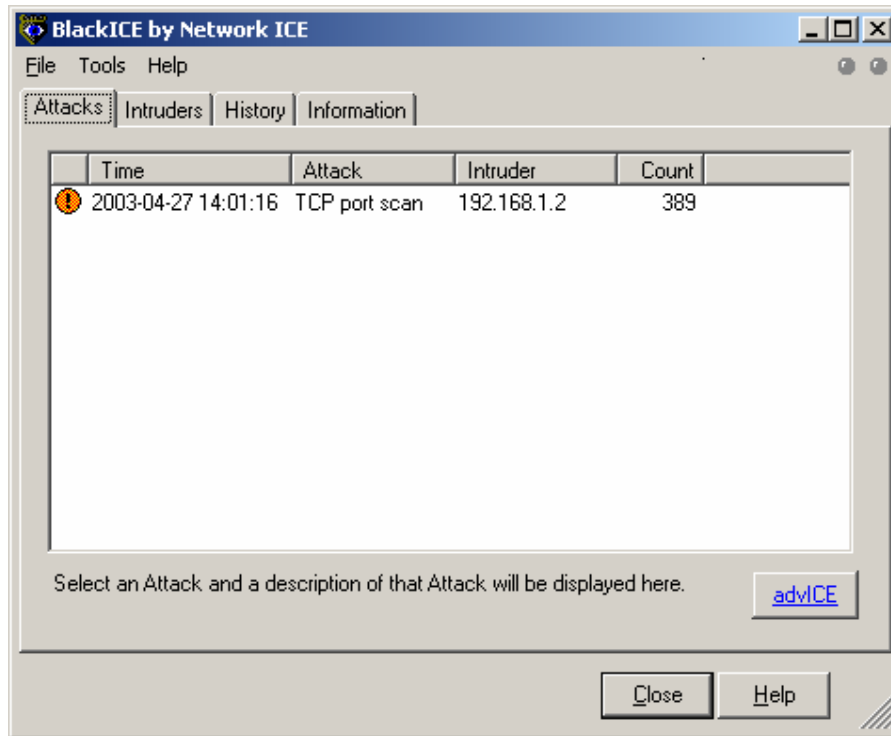 BlackICE by Network ICE
File Tools Help
Attacks Intruders History Information
Time Attack Intruder Count
2003-04-27 14:01:16 TCP port scan 192.168.1.2 389
Select an Attack and a description of that Attack will be displayed here.
advICE
Close Help